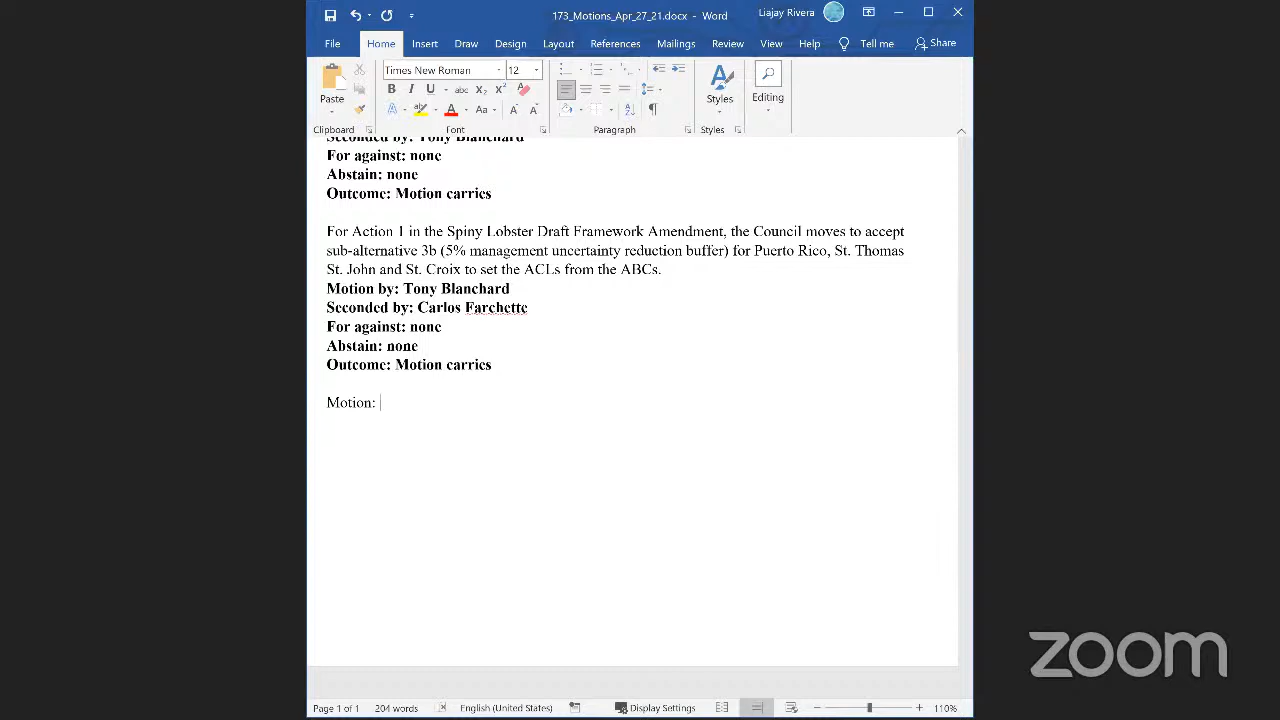 173_Motions_Apr_27_21.docx - Word
Liajay Rivera
File Home Insert Draw Design Layout References Mailings Review View Help Tell me Share
Times New Roman 12
Paste
Styles
Editing
Clipboard Font Paragraph Styles
Seconded by: Tony Blanchard
For against: none
Abstain: none
Outcome: Motion carries
For Action 1 in the Spiny Lobster Draft Framework Amendment, the Council moves to accept
sub-alternative 3b (5% management uncertainty reduction buffer) for Puerto Rico, St. Thomas
St. John and St. Croix to set the ACLs from the ABCs.
Motion by: Tony Blanchard
Seconded by: Carlos Farchette
For against: none
Abstain: none
Outcome: Motion carries
Motion:
Page 1 of 1 204 words English (United States) Display Settings 110%
zoom